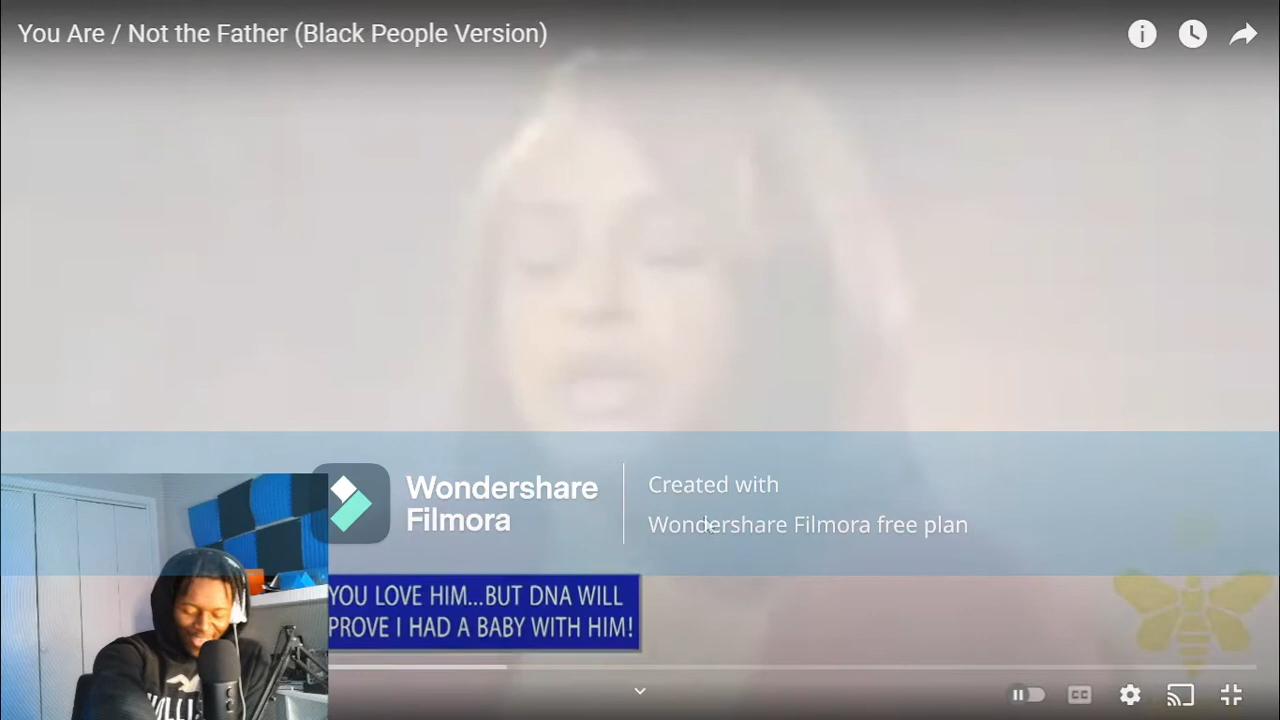 You Are / Not the Father (Black People Version)
Wondershare
Filmora
Created with
Wondershare Filmora free plan
YOU LOVE HIM...BUT DNA WILL
PROVE I HAD A BABY WITH HIM!
CC